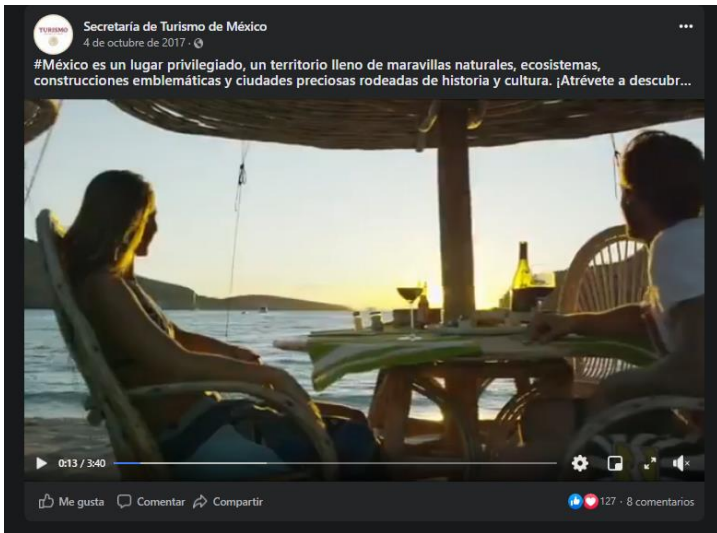 TURISMO
Secretaría de Turismo de México
4 de octubre de 2017 ·
#México es un lugar privilegiado, un territorio lleno de maravillas naturales, ecosistemas,
construcciones emblemáticas y ciudades preciosas rodeadas de historia y cultura. ¡Atrévete a descubr...
0:13 / 3:40
Me gusta Comentar Compartir 127 · 8 comentarios